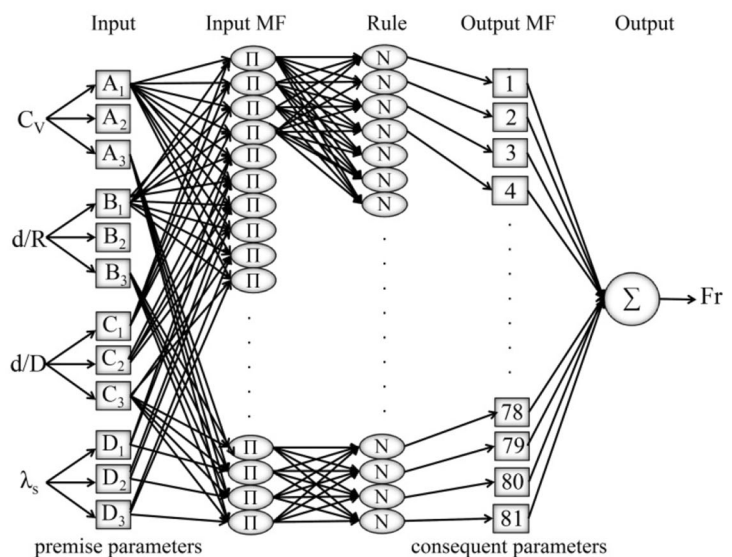 Input Input MF Rule Output MF Output
C_V
A_1
A_2
A_3
d/R
B_1
B_2
B_3
d/D
C_1
C_2
C_3
λ_s
D_1
D_2
D_3
Π
Π
Π
Π
Π
Π
Π
Π
Π
Π
Π
Π
Π
Π
N
N
N
N
N
N
N
N
N
N
N
1
2
3
4
78
79
80
81
Σ
Fr
premise parameters consequent parameters